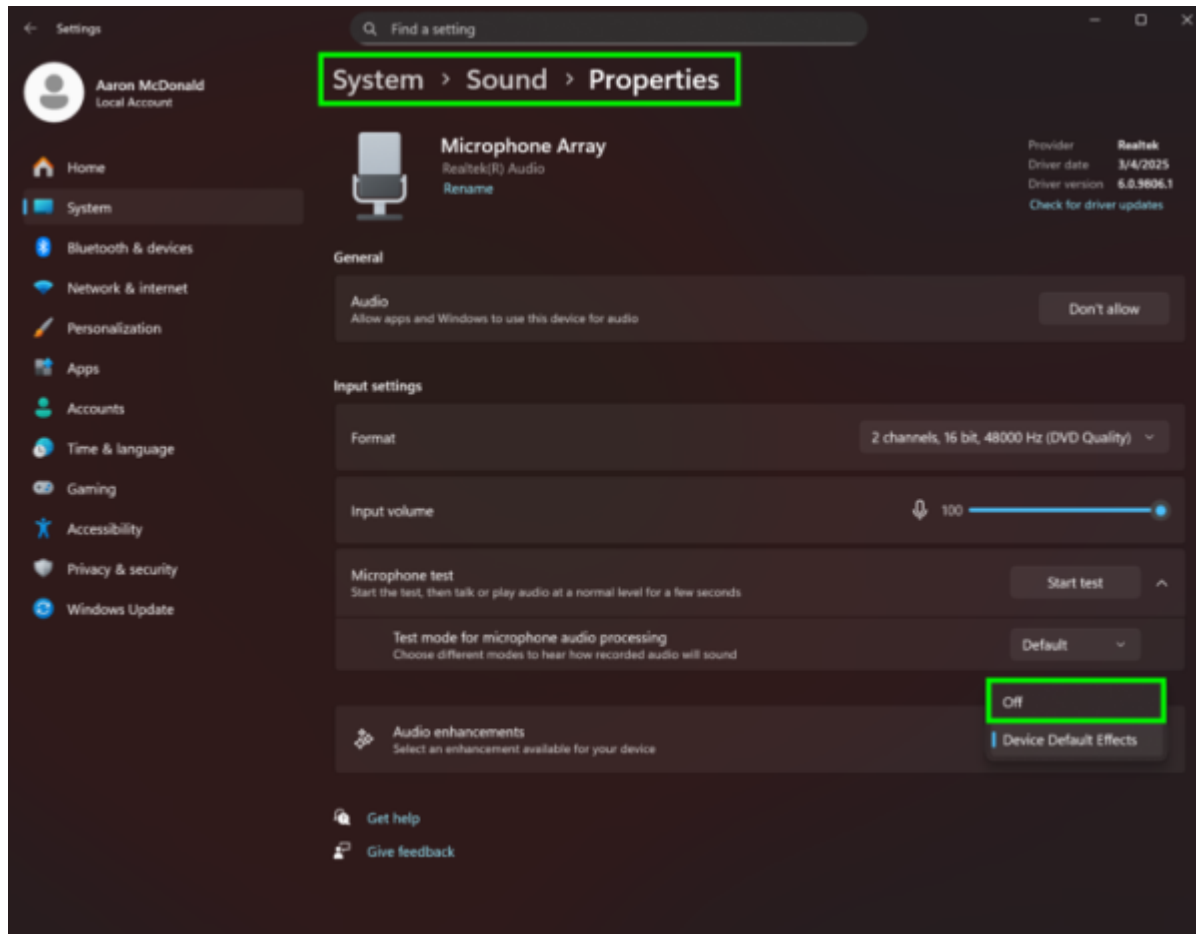 Settings
Find a setting
Aaron McDonald
Local Account
Home
System
Bluetooth & devices
Network & internet
Personalization
Apps
Accounts
Time & language
Gaming
Accessibility
Privacy & security
Windows Update
System > Sound > Properties
Microphone Array
Realtek(R) Audio
Rename
Provider Realtek
Driver date 3/4/2025
Driver version 6.0.9806.1
Check for driver updates
General
Audio
Allow apps and Windows to use this device for audio
Don't allow
Input settings
Format
2 channels, 16 bit, 48000 Hz (DVD Quality)
Input volume
100
Microphone test
Start the test, then talk or play audio at a normal level for a few seconds
Start test
Test mode for microphone audio processing
Choose different modes to hear how recorded audio will sound
Default
Off
Audio enhancements
Select an enhancement available for your device
Device Default Effects
Get help
Give feedback